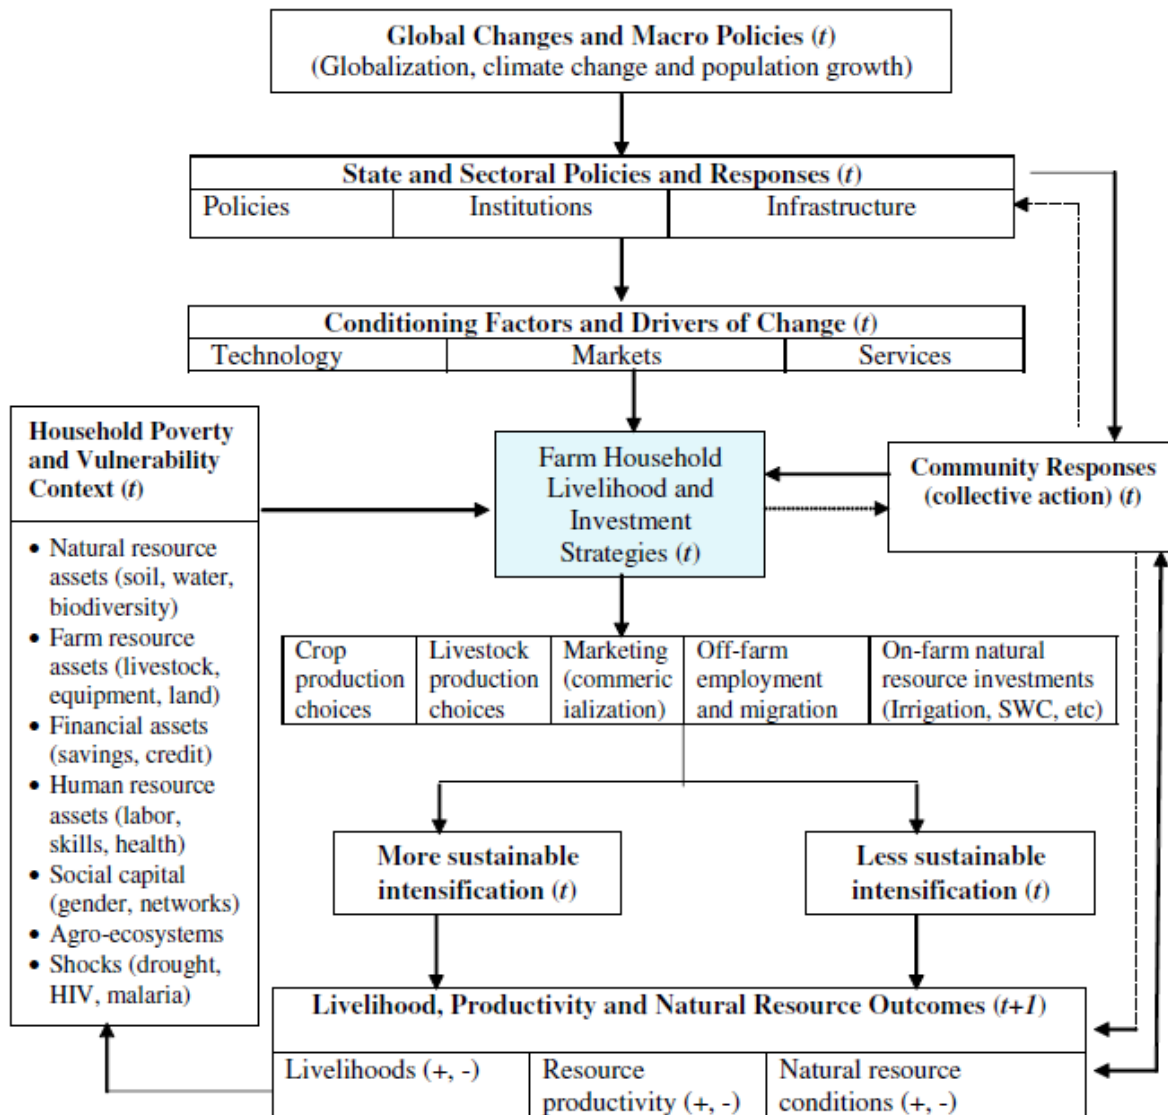 Global Changes and Macro Policies (t)
(Globalization, climate change and population growth)
State and Sectoral Policies and Responses (t)
Policies
Institutions
Infrastructure
Conditioning Factors and Drivers of Change (t)
Technology
Markets
Services
Household Poverty
and Vulnerability
Context (t)
• Natural resource
assets (soil, water,
biodiversity)
• Farm resource
assets (livestock,
equipment, land)
• Financial assets
(savings, credit)
• Human resource
assets (labor,
skills, health)
• Social capital
(gender, networks)
• Agro-ecosystems
• Shocks (drought,
HIV, malaria)
Farm Household
Livelihood and
Investment
Strategies (t)
Community Responses
(collective action) (t)
Crop
production
choices
Livestock
production
choices
Marketing
(commeric
ialization)
Off-farm
employment
and migration
On-farm natural
resource investments
(Irrigation, SWC, etc)
More sustainable
intensification (t)
Less sustainable
intensification (t)
Livelihood, Productivity and Natural Resource Outcomes (t+1)
Livelihoods (+, -)
Resource
productivity (+, -)
Natural resource
conditions (+, -)